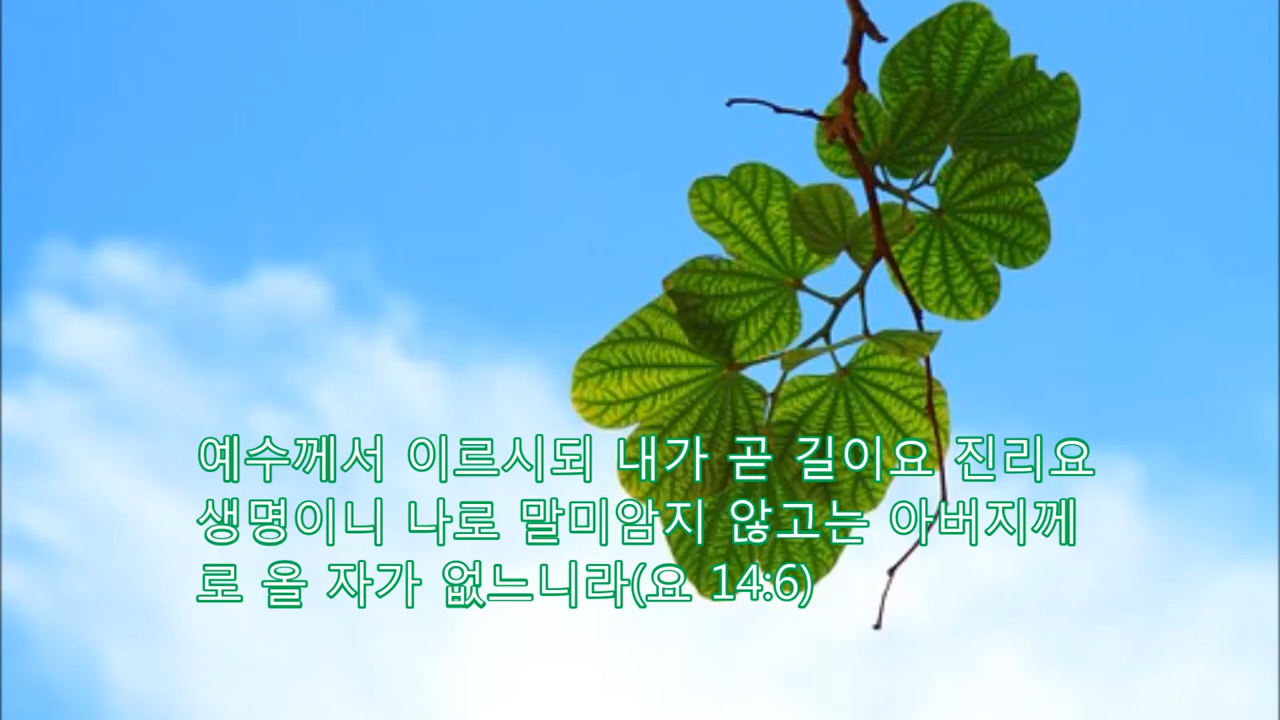 예수께서 이르시되 내가 곧 길이요 진리요
생명이니 나로 말미암지 않고는 아버지께
로 올 자가 없느니라(요 14:6)